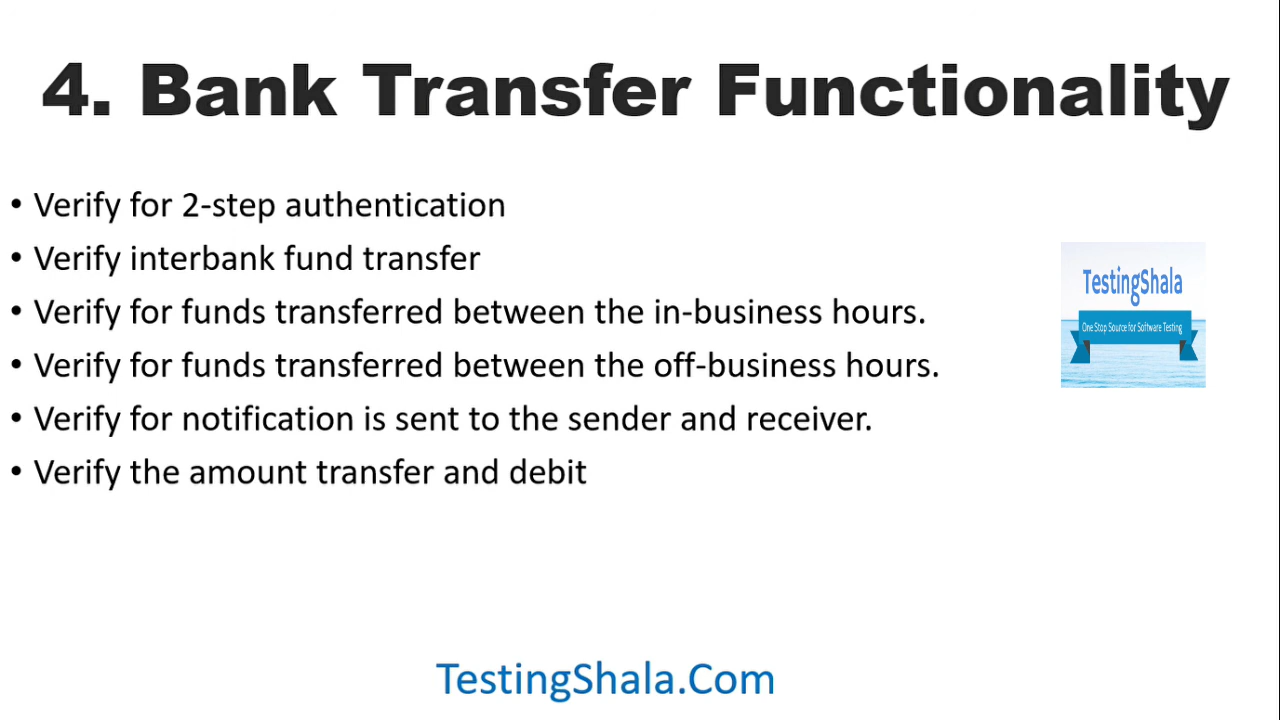 4. Bank Transfer Functionality
• Verify for 2-step authentication
• Verify interbank fund transfer
• Verify for funds transferred between the in-business hours.
• Verify for funds transferred between the off-business hours.
• Verify for notification is sent to the sender and receiver.
• Verify the amount transfer and debit
TestingShala
One Stop Source for Software Testing
TestingShala.Com